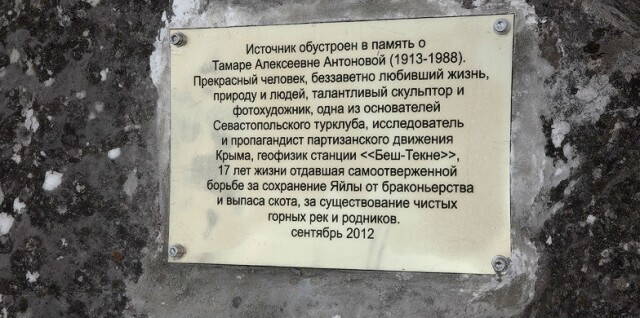 Источник обустроен в память о
Тамаре Алексеевне Антоновой (1913-1988).
Прекрасный человек, беззаветно любивший жизнь,
природу и людей, талантливый скульптор и
фотохудожник, одна из основателей
Севастопольского турклуба, исследователь
и пропагандист партизанского движения
Крыма, геофизик станции <<Беш-Текне>>,
17 лет жизни отдавшая самоотверженной
борьбе за сохранение Яйлы от браконьерства
и выпаса скота, за существование чистых
горных рек и родников.
сентябрь 2012